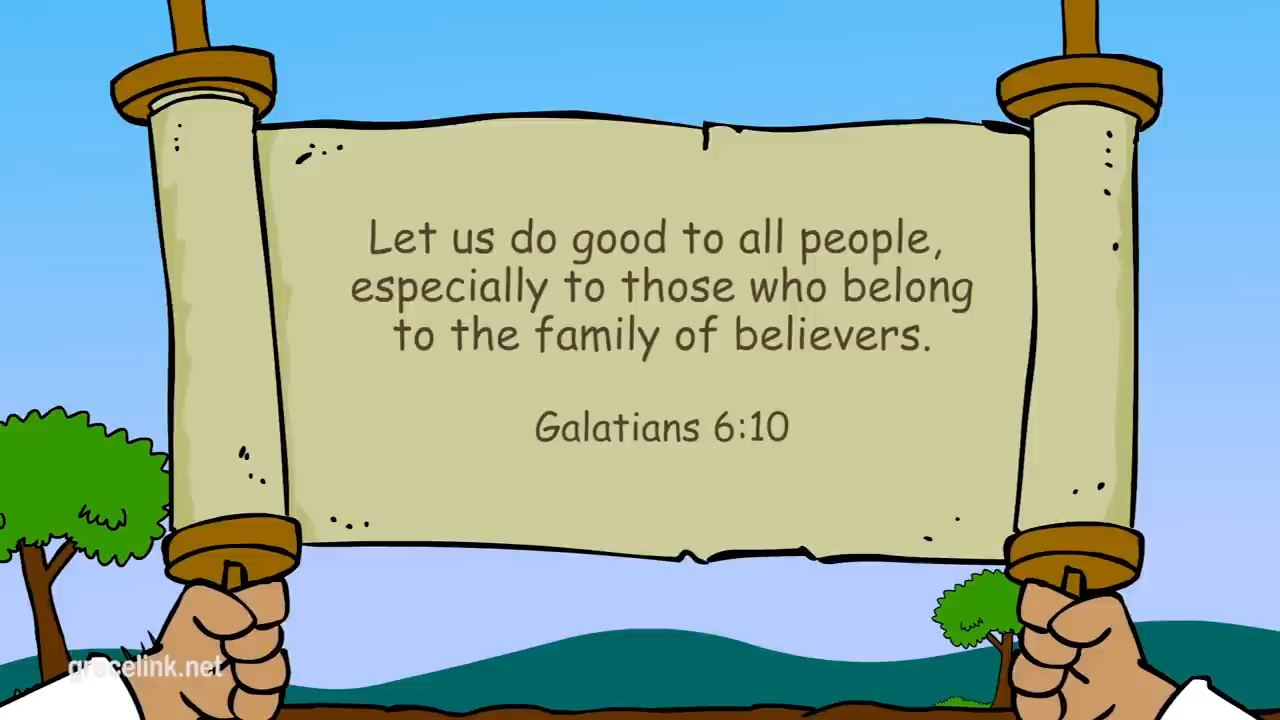 Let us do good to all people,
especially to those who belong
to the family of believers.
Galatians 6:10
gracelink.net